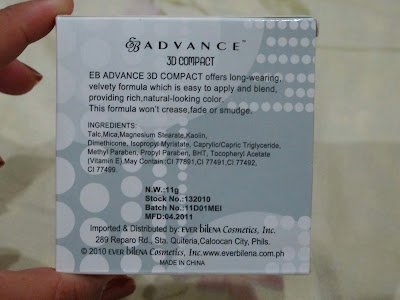 EB ADVANCE™
3D COMPACT
EB ADVANCE 3D COMPACT offers long-wearing,
velvety formula which is easy to apply and blend,
providing rich,natural-looking color.
This formula won't crease,fade or smudge.
INGREDIENTS:
Talc,Mica,Magnesium Stearate,Kaolin,
Dimethicone, Isopropyl Myristate, Caprylic/Capric Triglyceride,
Methyl Paraben, Propyl Paraben, BHT, Tocopheryl Acetate
(Vitamin E).May Contain:CI 77891, CI 77491, CI 77492,
CI 77499.
N.W.:11g
Stock No.:132010
Batch No.:11D01MEI
MFD:04.2011
Imported & Distributed by: EVER BILENA Cosmetics, Inc.
289 Reparo Rd., Sta. Quiteria,Caloocan City, Phils.
© 2010 EVER BILENA Cosmetics, Inc. www.everbilena.com.ph
MADE IN CHINA